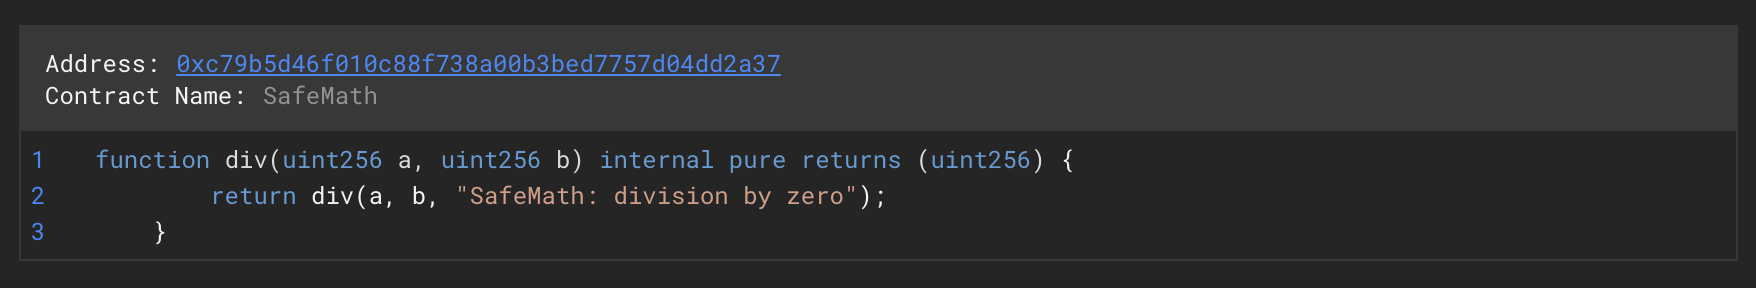 Address: 0xc79b5d46f010c88f738a00b3bed7757d04dd2a37
Contract Name: SafeMath
1 function div(uint256 a, uint256 b) internal pure returns (uint256) {
2 return div(a, b, "SafeMath: division by zero");
3 }